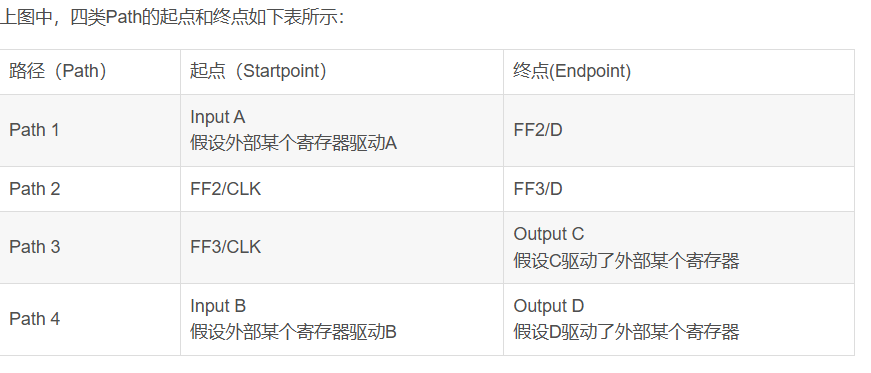 上图中，四类Path的起点和终点如下表所示：
路径（Path）
起点（Startpoint）
终点(Endpoint)
Path 1
Input A
假设外部某个寄存器驱动A
FF2/D
Path 2
FF2/CLK
FF3/D
Path 3
FF3/CLK
Output C
假设C驱动了外部某个寄存器
Path 4
Input B
假设外部某个寄存器驱动B
Output D
假设D驱动了外部某个寄存器